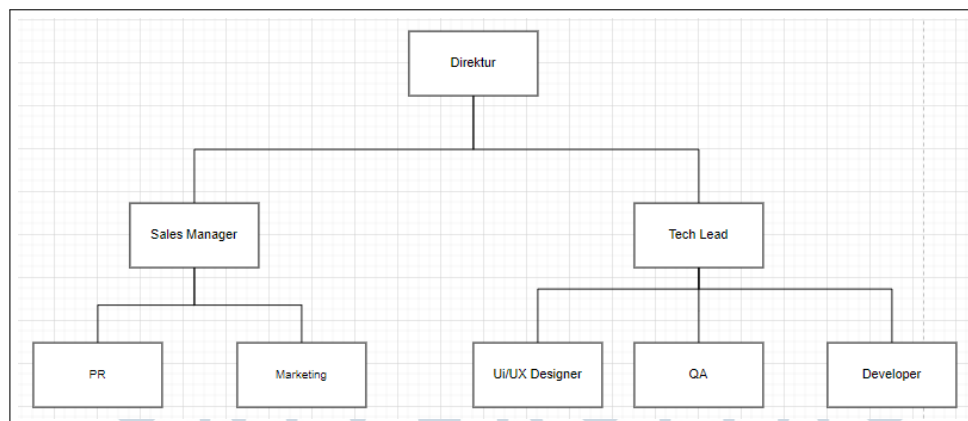 Direktur
Sales Manager
Tech Lead
PR
Marketing
Ui/UX Designer
QA
Developer